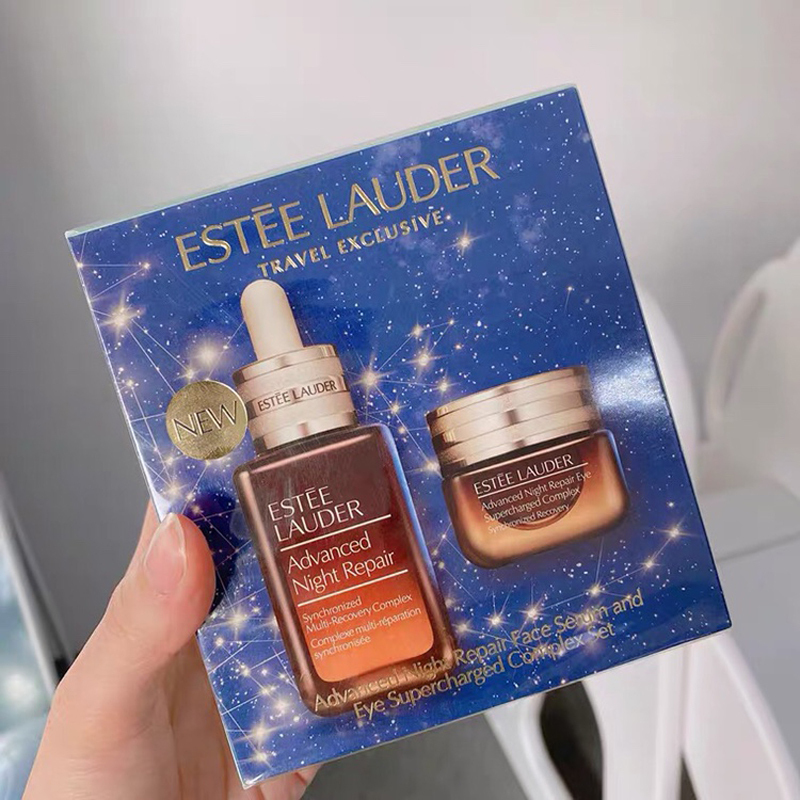 ESTĒE LAUDER
TRAVEL EXCLUSIVE
NEW
ESTĒE LAUDER
ESTĒE
LAUDER
Advanced
Night Repair
Synchronized
Multi-Recovery Complex
Complexe multi-réparation
synchronisée
ESTĒE LAUDER
Advanced Night Repair Eye
Supercharged Complex
Synchronized Recovery
Advanced Night Repair Face Serum and
Eye Supercharged Complex Set